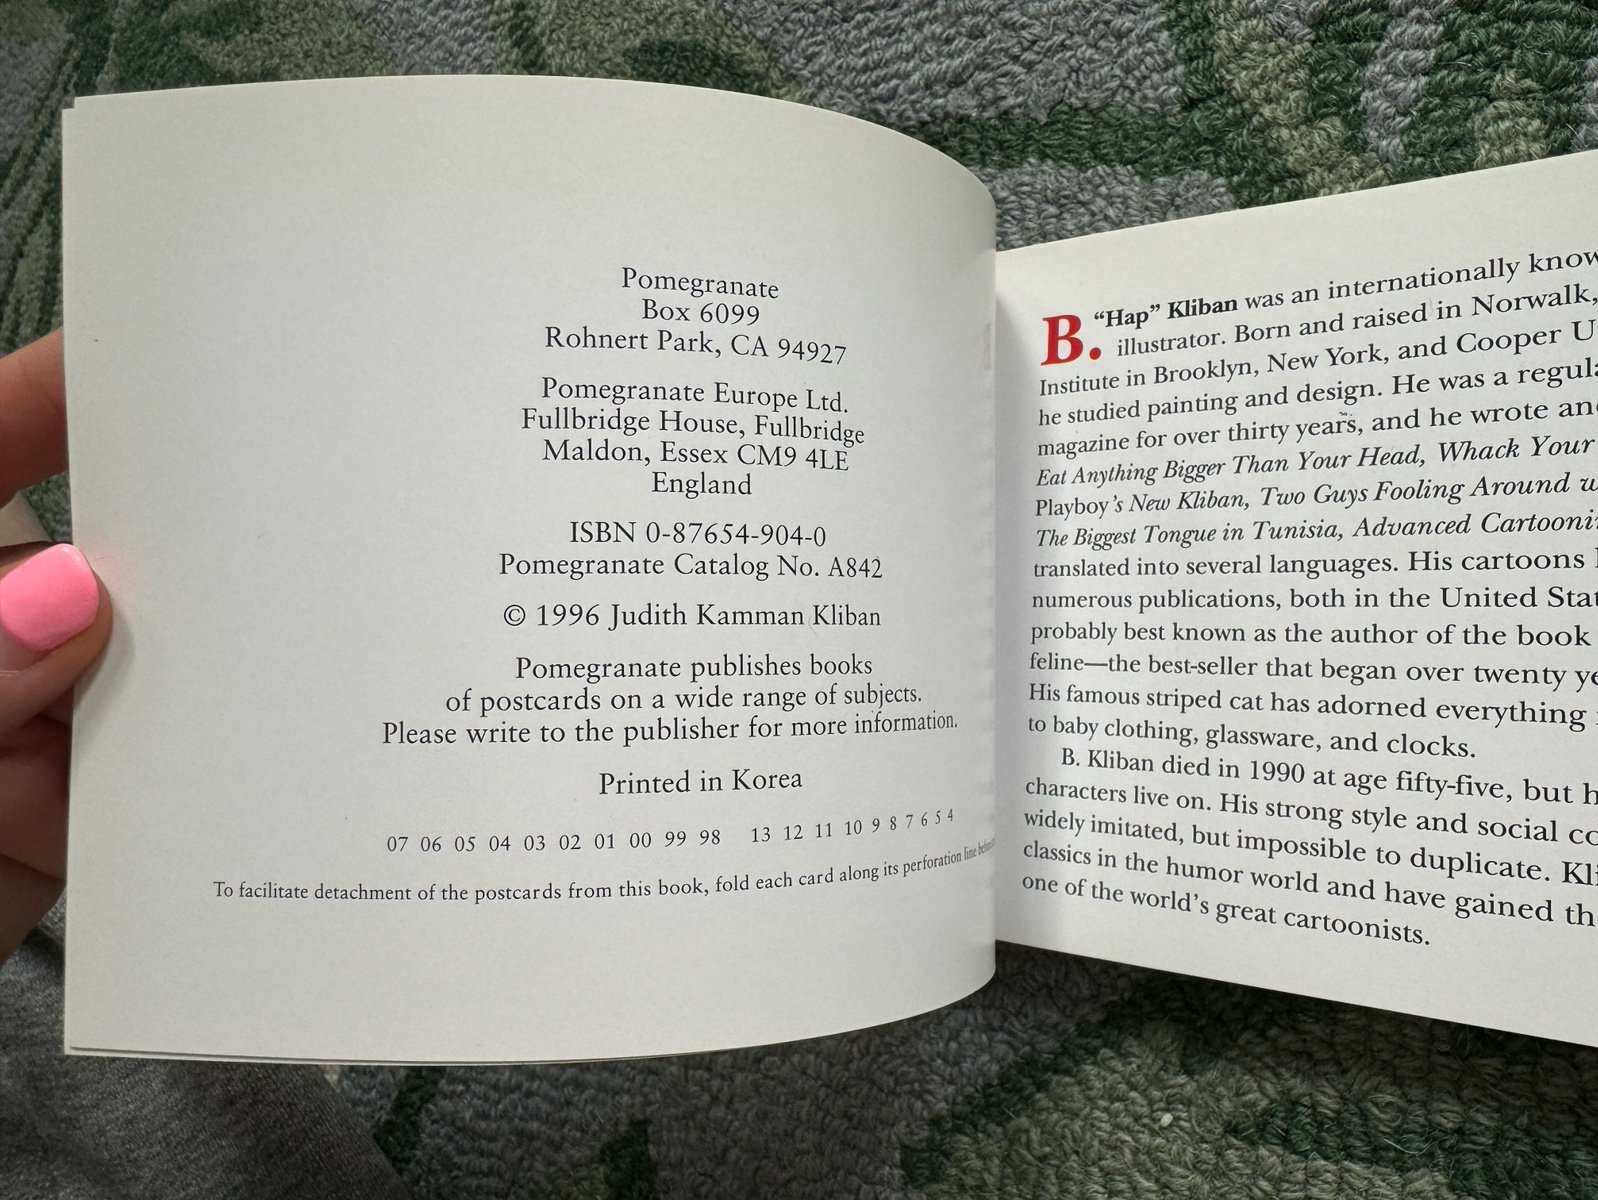 Pomegranate
Box 6099
Rohnert Park, CA 94927
Pomegranate Europe Ltd.
Fullbridge House, Fullbridge
Maldon, Essex CM9 4LE
England
ISBN 0-87654-904-0
Pomegranate Catalog No. A842
© 1996 Judith Kamman Kliban
Pomegranate publishes books
of postcards on a wide range of subjects.
Please write to the publisher for more information.
Printed in Korea
07 06 05 04 03 02 01 00 99 98 13 12 11 10 9 8 7 6 5 4
To facilitate detachment of the postcards from this book, fold each card along its perforation line
B. “Hap” Kliban was an internationally
illustrator. Born and raised in Norwalk,
Institute in Brooklyn, New York, and Cooper
he studied painting and design. He was a
magazine for over thirty years, and he wrote
Eat Anything Bigger Than Your Head, Whack Your
Playboy’s New Kliban, Two Guys Fooling Around
The Biggest Tongue in Tunisia, Advanced
translated into several languages. His cartoons
numerous publications, both in the United
probably best known as the author of the book
feline—the best-seller that began over twenty
His famous striped cat has adorned everything
to baby clothing, glassware, and clocks.
B. Kliban died in 1990 at age fifty-five, but
characters live on. His strong style and social
widely imitated, but impossible to duplicate.
classics in the humor world and have gained
one of the world’s great cartoonists.